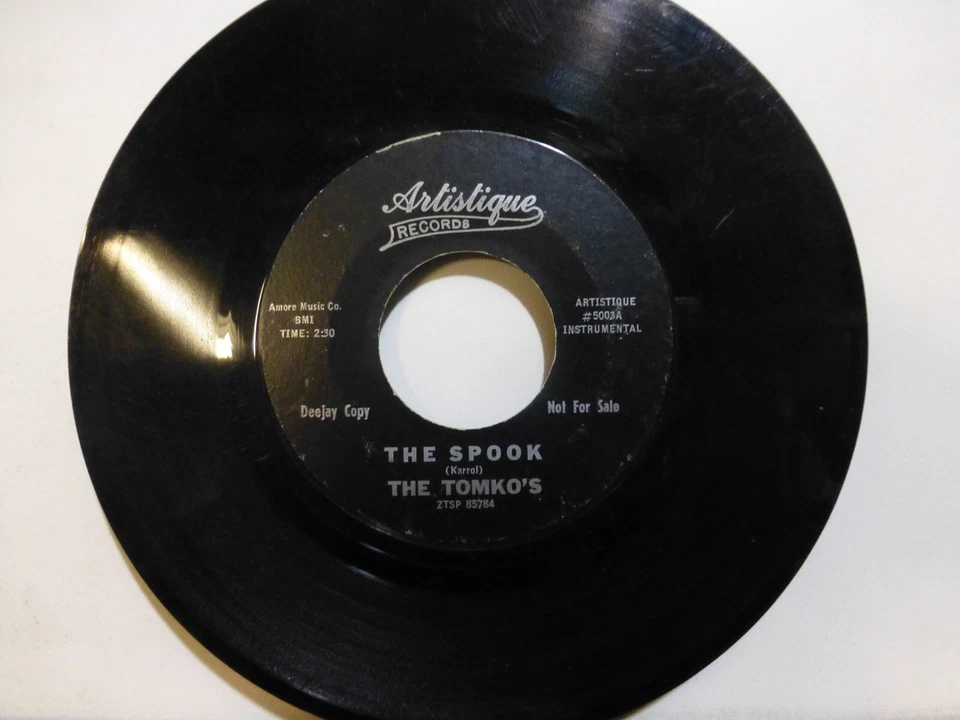 Artistique
RECORDS
Amore Music Co.
BMI
TIME: 2:30
ARTISTIQUE
#5003A
INSTRUMENTAL
Deejay Copy
Not For Sale
THE SPOOK
(Karrol)
THE TOMKO'S
ZTSP 85784